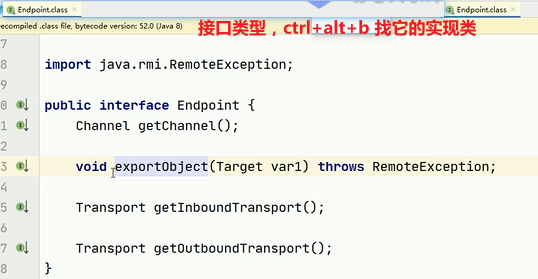 Endpoint.class
Endpoint.class
ecompiled .class file, bytecode version: 52.0 (Java 8)
接口类型，ctrl+alt+b 找它的实现类
7
8 import java.rmi.RemoteException;
9
0 public interface Endpoint {
1 Channel getChannel();
2
3 void exportObject(Target var1) throws RemoteException;
4
5 Transport getInboundTransport();
6
7 Transport getOutboundTransport();
8 }